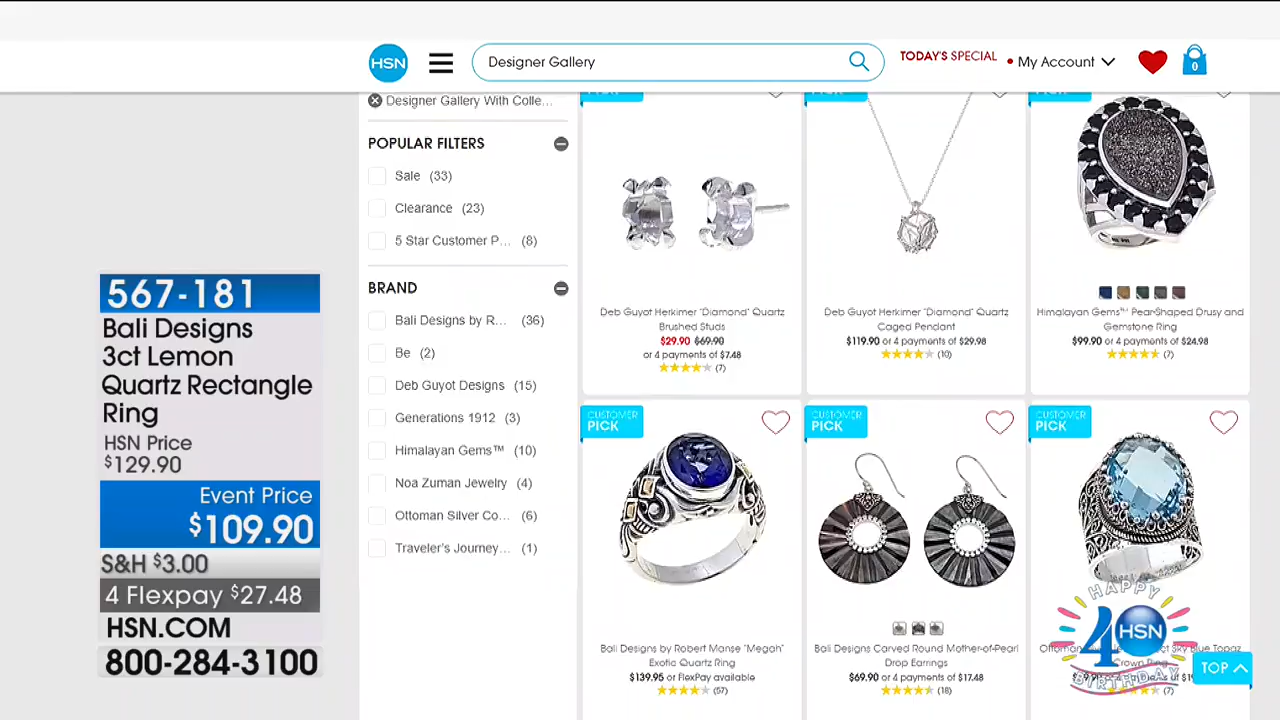 HSN
Designer Gallery
TODAY'S SPECIAL
My Account
0
Designer Gallery With Colle...
POPULAR FILTERS
Sale (33)
Clearance (23)
5 Star Customer P... (8)
BRAND
Bali Designs by R... (36)
Be (2)
Deb Guyot Designs (15)
Generations 1912 (3)
Himalayan Gems™ (10)
Noa Zuman Jewelry (4)
Ottoman Silver Co... (6)
Traveler's Journey... (1)
567-181
Bali Designs
3ct Lemon
Quartz Rectangle
Ring
HSN Price
$129.90
Event Price
$109.90
S&H $3.00
4 Flexpay $27.48
HSN.COM
800-284-3100
Deb Guyot Herkimer "Diamond" Quartz
Brushed Studs
$29.90 $69.90
or 4 payments of $7.48
(7)
Deb Guyot Herkimer "Diamond" Quartz
Caged Pendant
$119.90 or 4 payments of $29.98
(10)
Himalayan Gems™ Pear-Shaped Drusy and
Gemstone Ring
$99.90 or 4 payments of $24.98
(7)
CUSTOMER
PICK
Bali Designs by Robert Manse "Megah"
Exotic Quartz Ring
$139.95 or FlexPay available
(57)
CUSTOMER
PICK
Bali Designs Carved Round Mother-of-Pearl
Drop Earrings
$69.90 or 4 payments of $17.48
(18)
CUSTOMER
PICK
Sky Blue Topaz
Crown Ring
(7)
HAPPY
40 HSN
BIRTHDAY
TOP